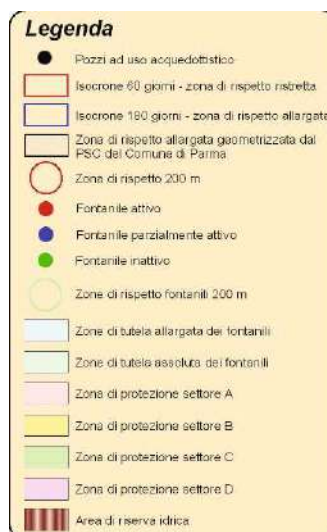 Legenda
Pozzi ad uso acquedottistico
Isocrone 60 giorni - zona di rispetto ristretta
Isocrone 180 giorni - zona di rispetto allargata
Zona di rispetto allargata geometrizzata dal
PSC del Comune di Parma
Zona di rispetto 200 m
Fontanile attivo
Fontanile parzialmente attivo
Fontanile inattivo
Zone di rispetto fontanili 200 m
Zone di tutela allargata dei fontanili
Zone di tutela assoluta dei fontanili
Zona di protezione settore A
Zona di protezione settore B
Zona di protezione settore C
Zona di protezione settore D
Area di riserva idrica